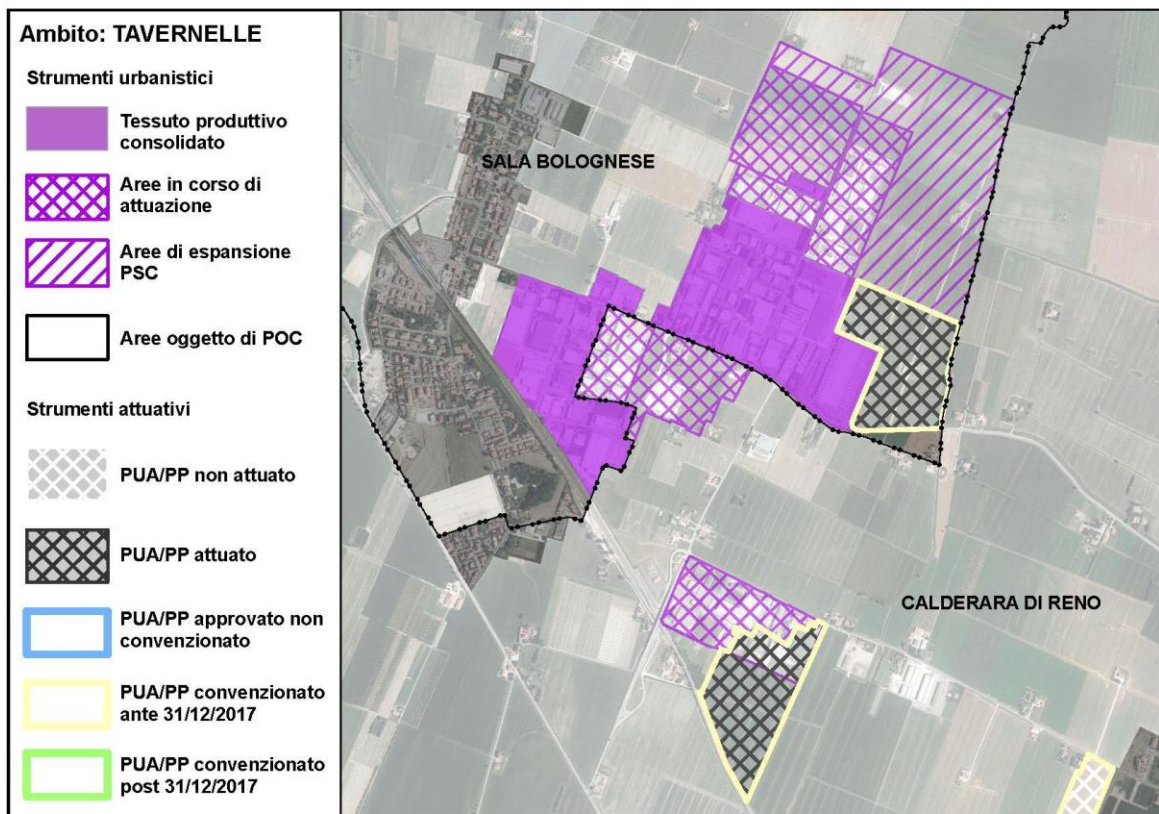 Ambito: TAVERNELLE
Strumenti urbanistici
Tessuto produttivo
consolidato
Aree in corso di
attuazione
Aree di espansione
PSC
Aree oggetto di POC
Strumenti attuativi
PUA/PP non attuato
PUA/PP attuato
PUA/PP approvato non
convenzionato
PUA/PP convenzionato
ante 31/12/2017
PUA/PP convenzionato
post 31/12/2017
SALA BOLOGNESE
CALDERARA DI RENO